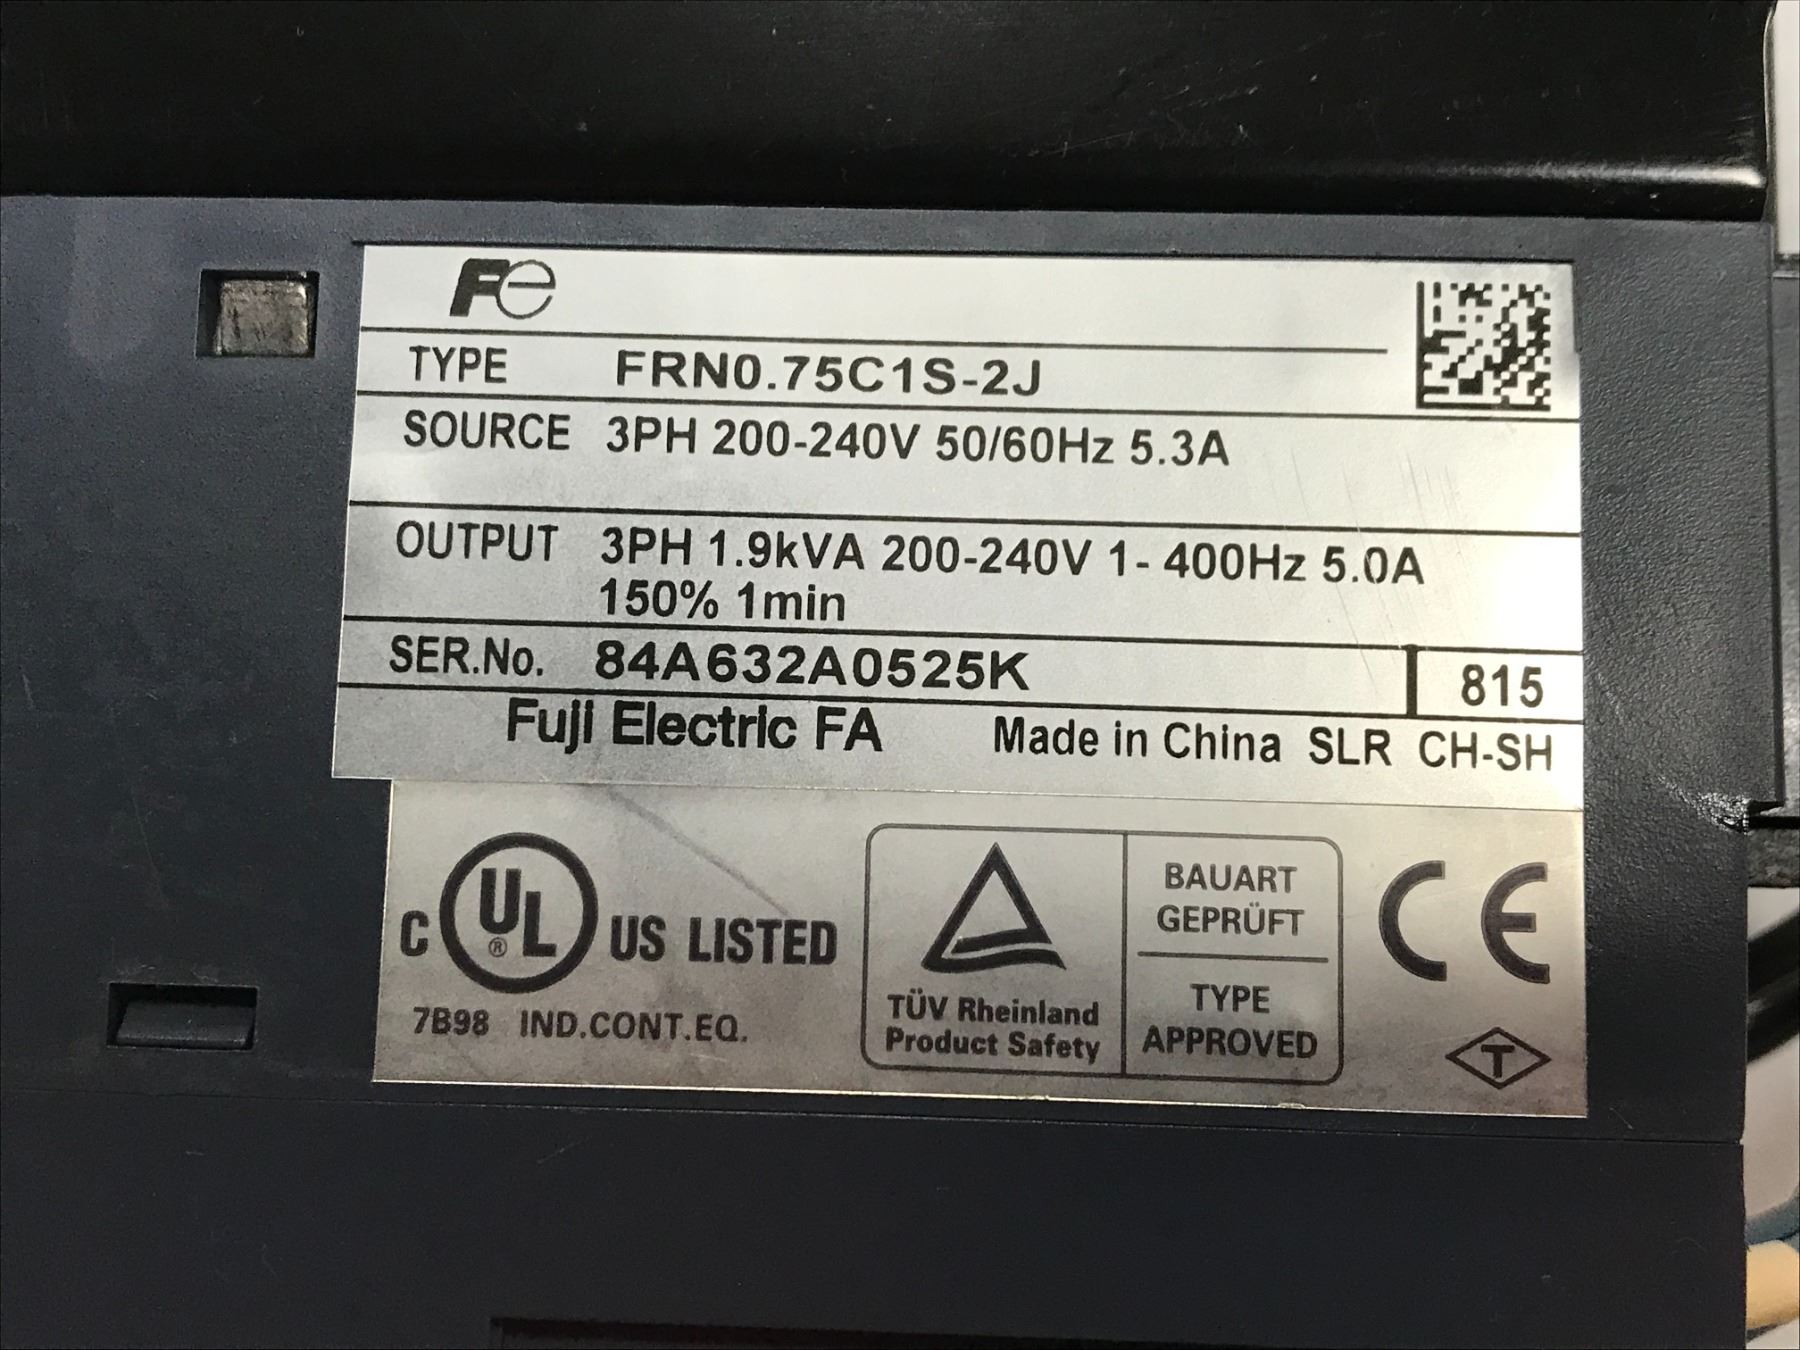 Fe
TYPE FRN0.75C1S-2J
SOURCE 3PH 200-240V 50/60Hz 5.3A
OUTPUT 3PH 1.9kVA 200-240V 1- 400Hz 5.0A
150% 1min
SER.No. 84A632A0525K 815
Fuji Electric FA Made in China SLR CH-SH
C UL ® US LISTED
7B98 IND.CONT.EQ.
TÜV Rheinland
Product Safety
BAUART
GEPRÜFT
TYPE
APPROVED
CE
T